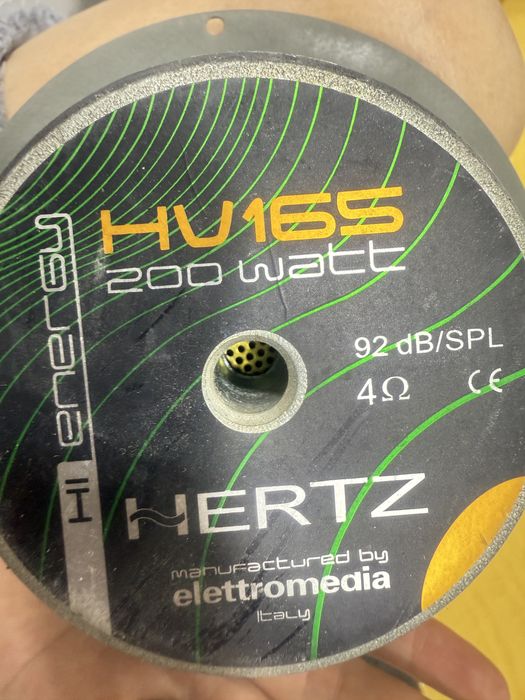 HV165
200 watt
HI energy
92 dB/SPL
4Ω
CE
HERTZ
manufactured by
elettromedia
Italy